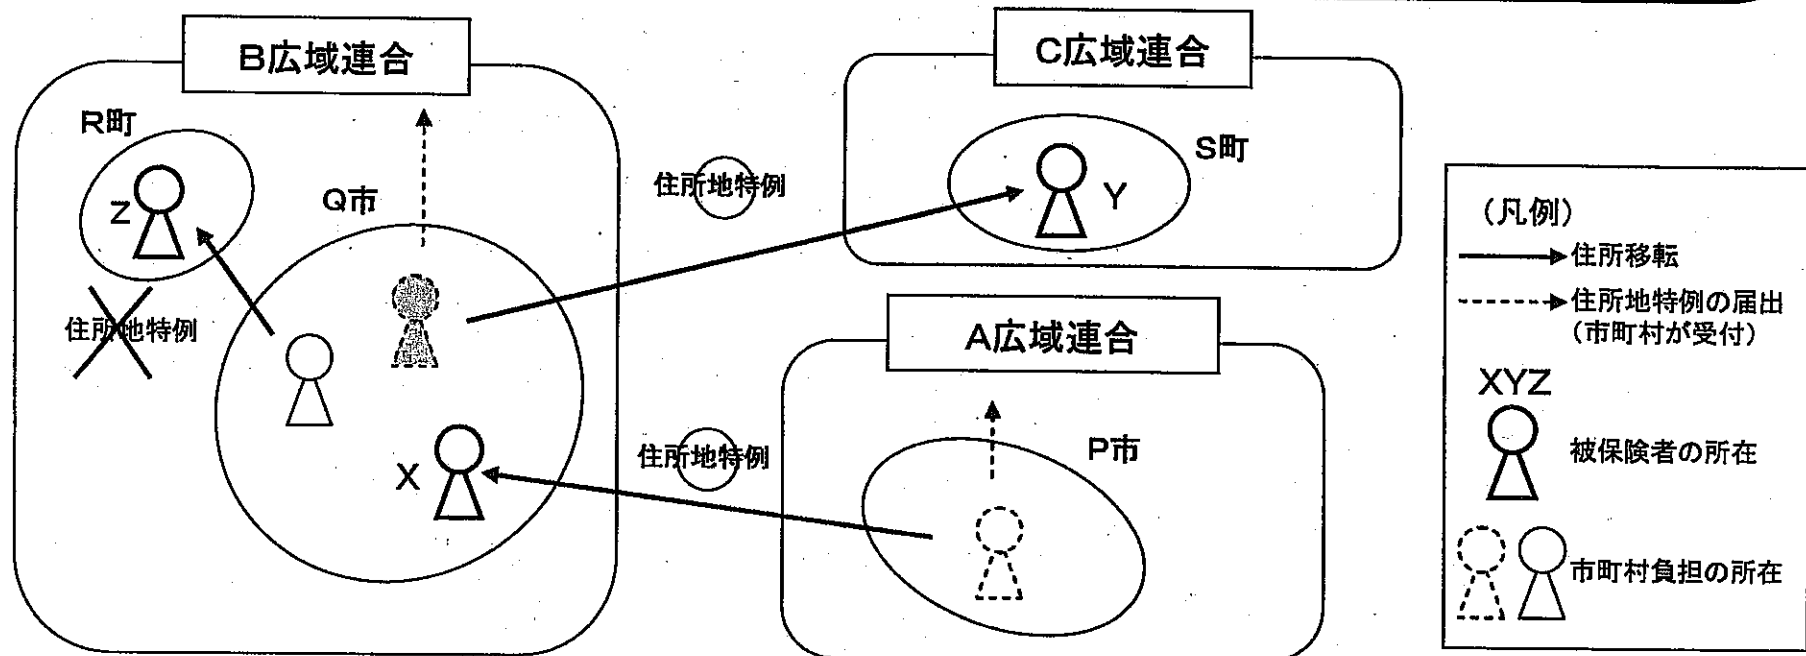 B広域連合
R町
Z
Q市
住所地特例
X
住所地特例
C広域連合
S町
Y
A広域連合
住所地特例
P市
(凡例)
住所移転
住所地特例の届出
(市町村が受付)
XYZ
被保険者の所在
市町村負担の所在